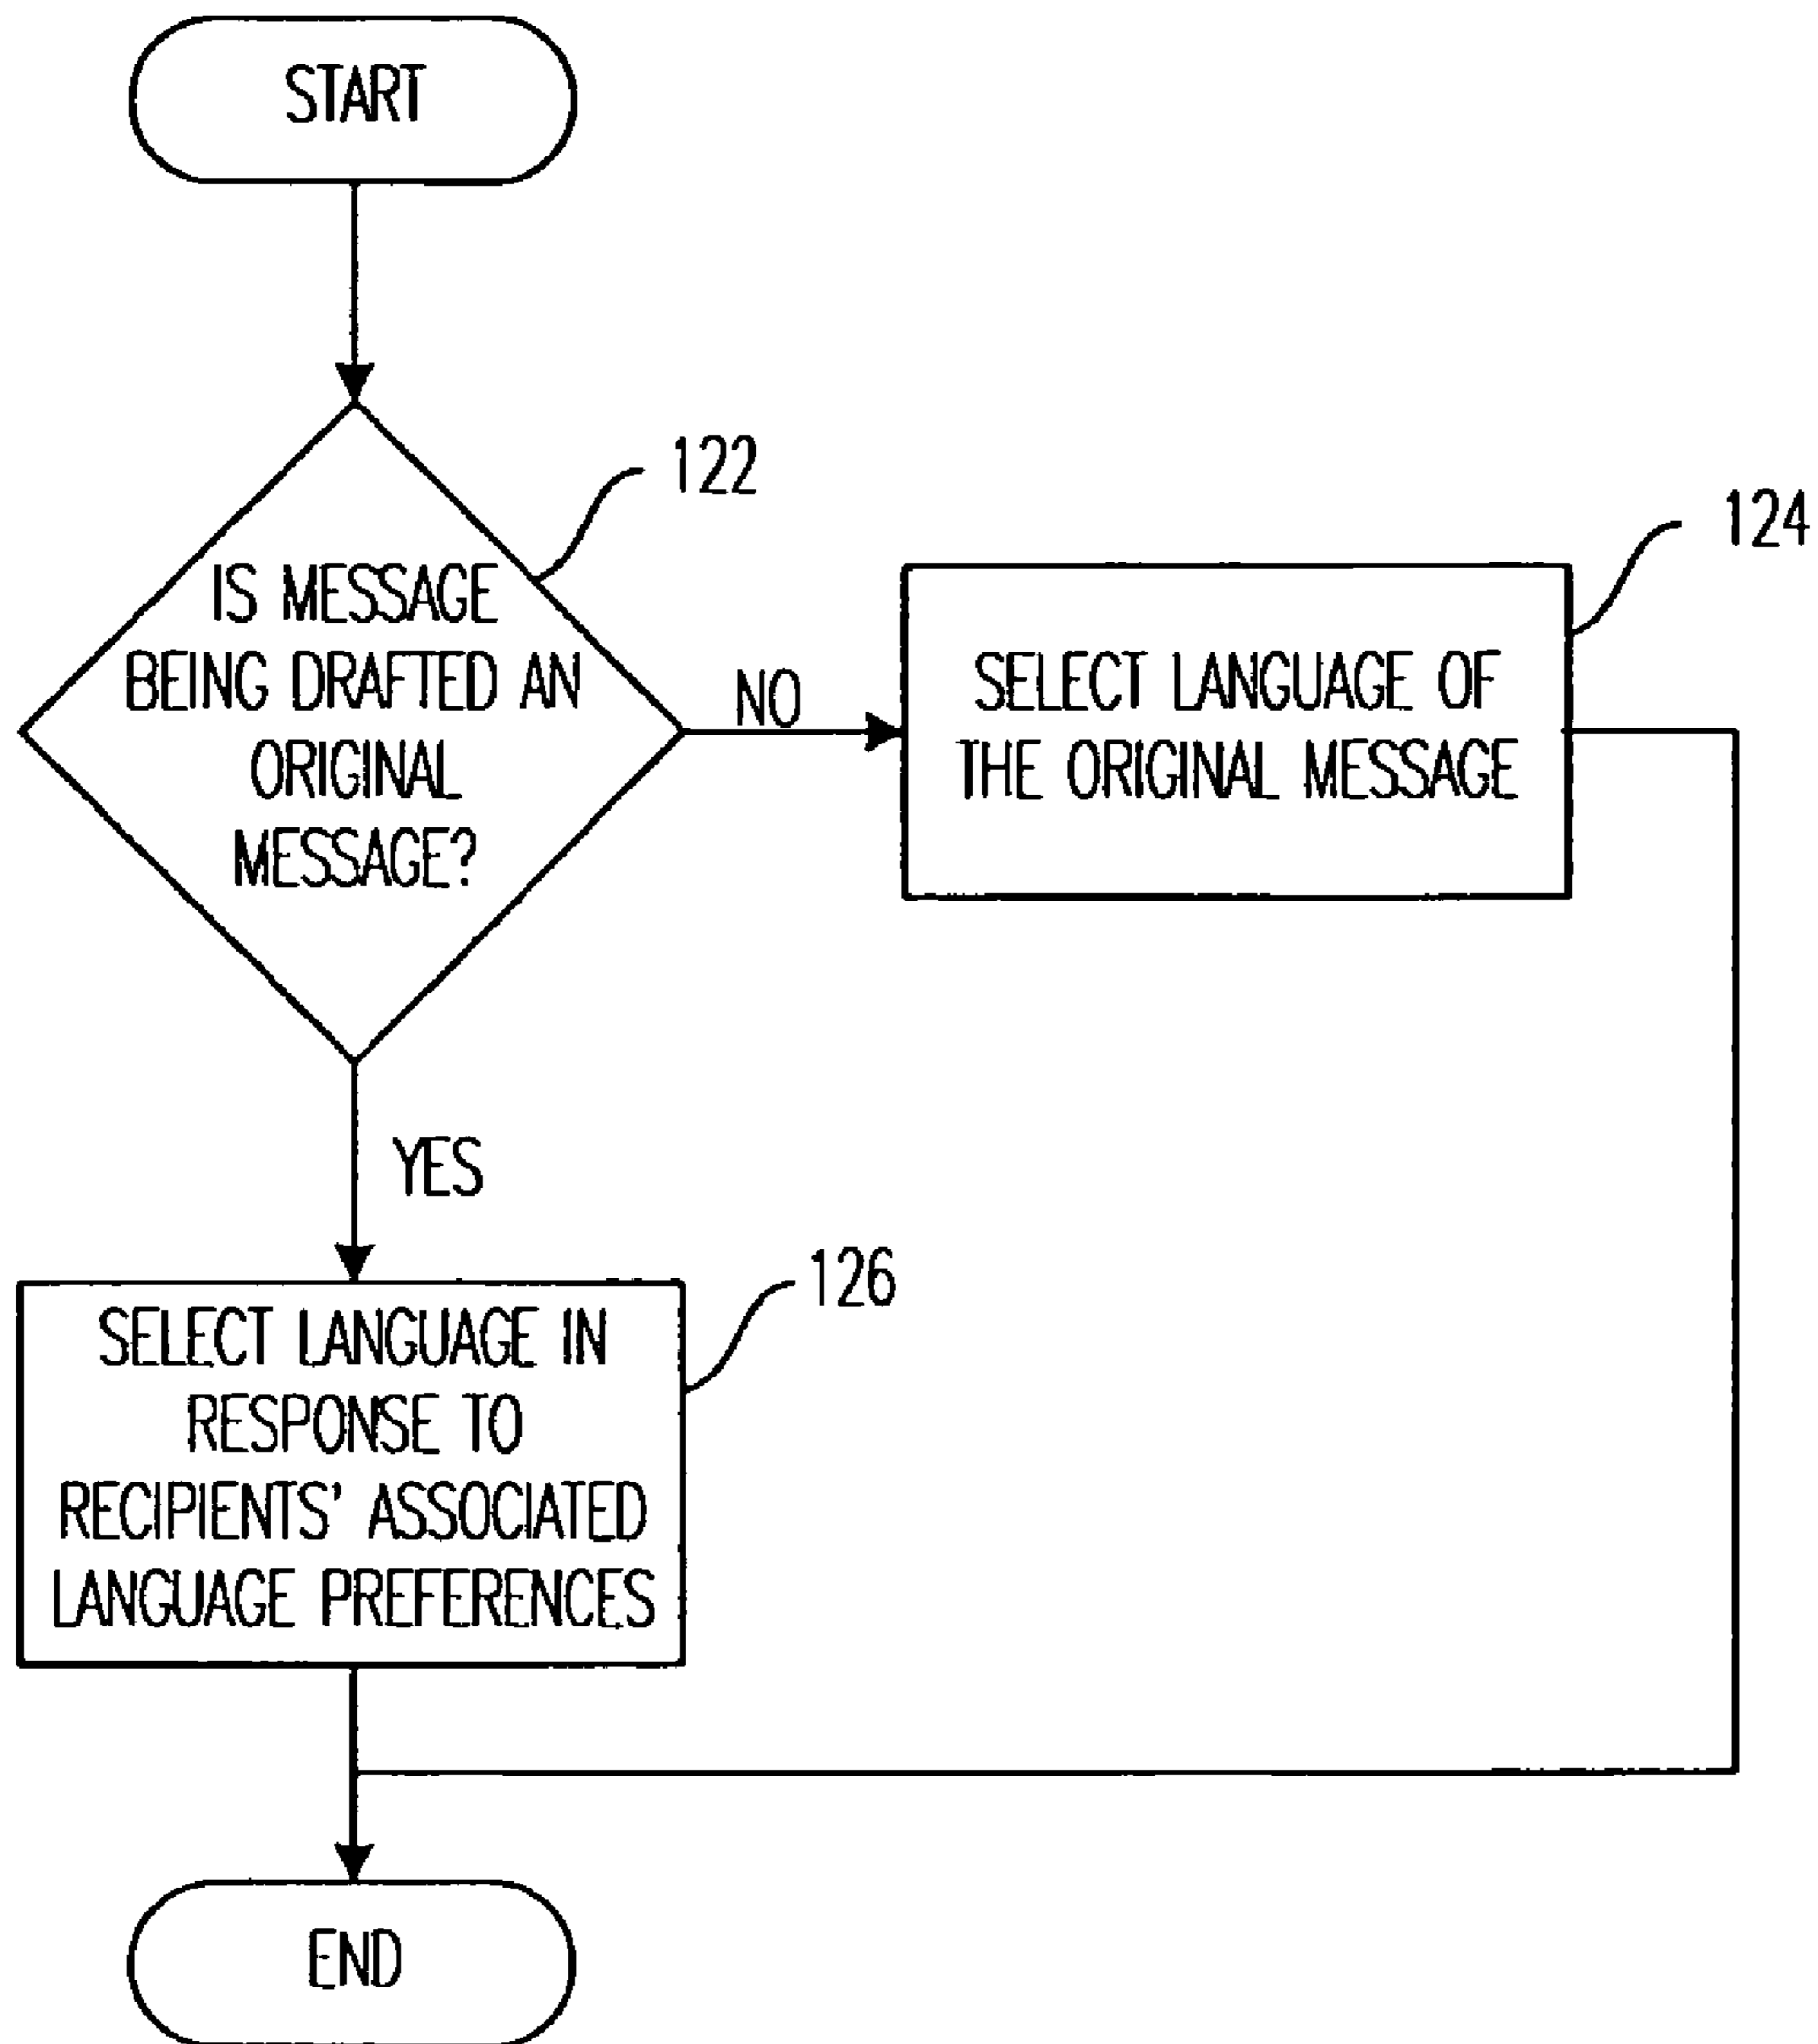 START
122
IS MESSAGE
BEING DRAFTED AN
ORIGINAL
MESSAGE?
NO
124
SELECT LANGUAGE OF
THE ORIGINAL MESSAGE
YES
126
SELECT LANGUAGE IN
RESPONSE TO
RECIPIENTS' ASSOCIATED
LANGUAGE PREFERENCES
END